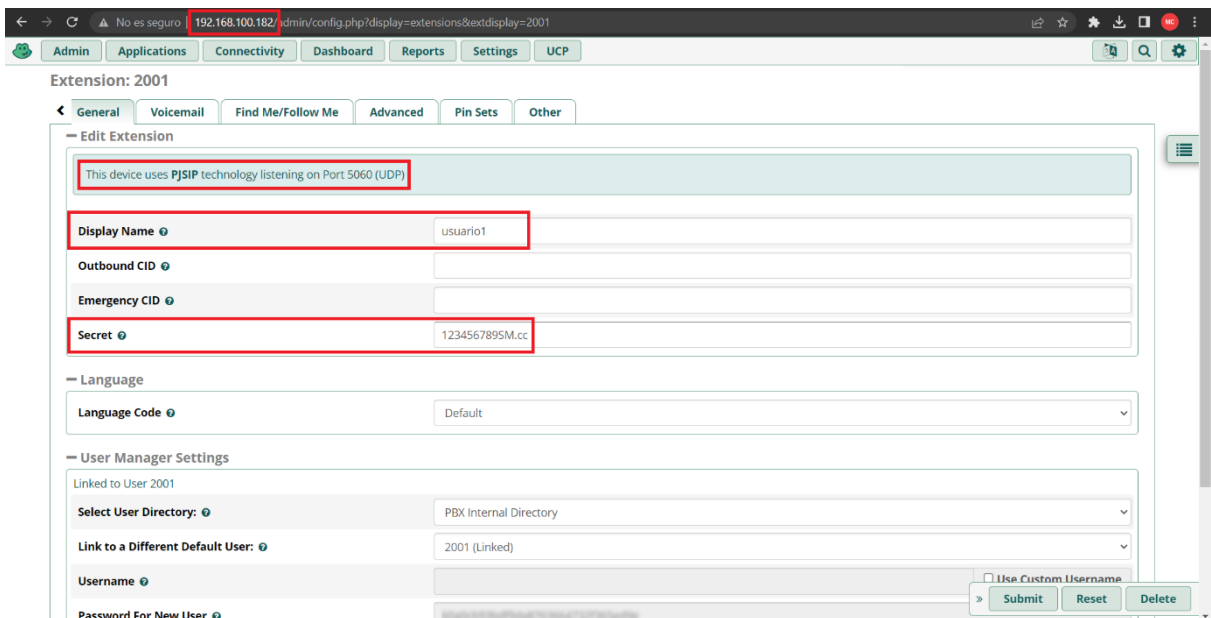 No es seguro | 192.168.100.182/admin/config.php?display=extensions&extdisplay=2001 MC
Admin Applications Connectivity Dashboard Reports Settings UCP
Extension: 2001
General Voicemail Find Me/Follow Me Advanced Pin Sets Other
Edit Extension
This device uses PJSIP technology listening on Port 5060 (UDP)
Display Name usuario1
Outbound CID
Emergency CID
Secret 123456789SM.cc
Language
Language Code Default
User Manager Settings
Linked to User 2001
Select User Directory: PBX Internal Directory
Link to a Different Default User: 2001 (Linked)
Username Use Custom Username
Password For New User
» Submit Reset Delete